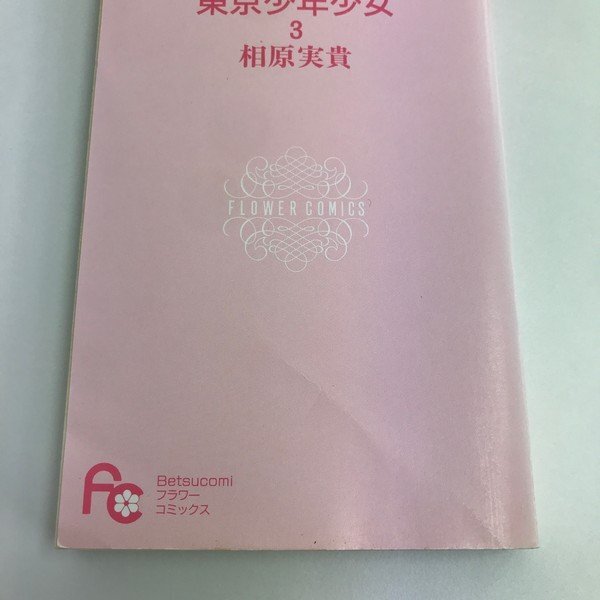 東京少年少女
3
相原実貴
FLOWER COMICS
Betsucomi
フラワー
コミックス